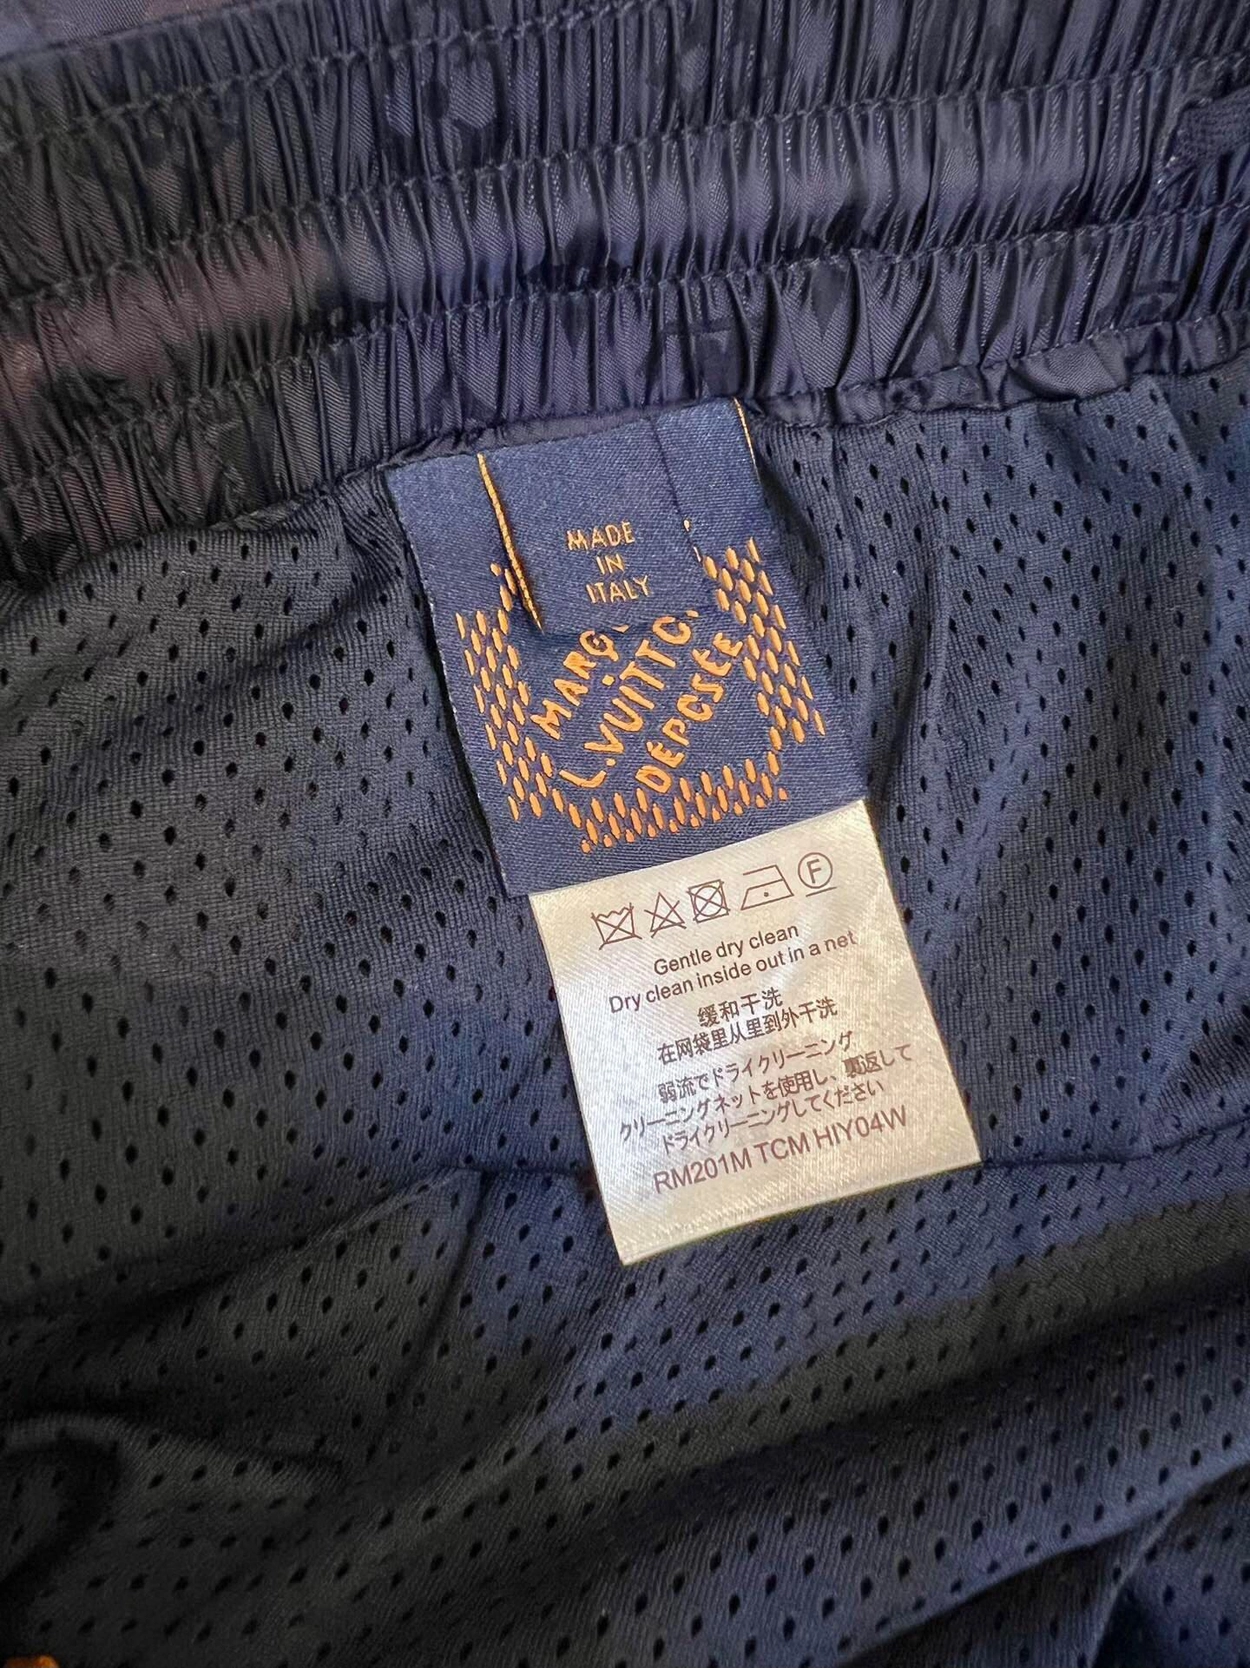 MADE
IN
ITALY
MARQ.
L.VUITTO.
DEPOSÉE
F
Gentle dry clean
Dry clean inside out in a net
缓和干洗
在网袋里从里到外干洗
弱流でドライクリーニング
クリーニングネットを使用し、裏返して
ドライクリーニングしてください
RM201M TCM HIY04W